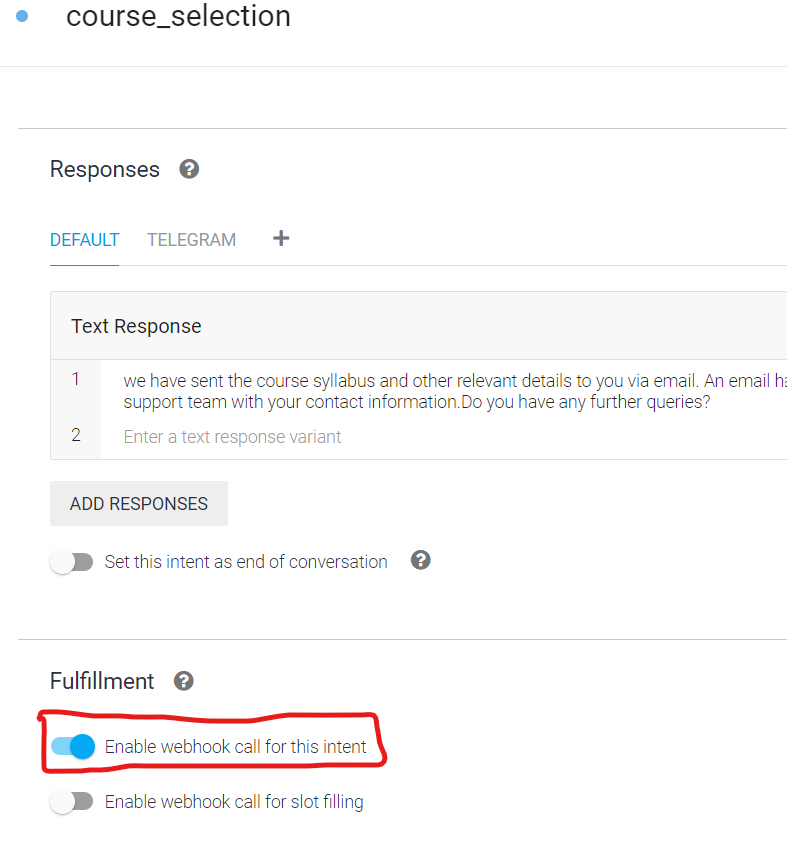 course_selection
Responses
DEFAULT TELEGRAM +
Text Response
1 we have sent the course syllabus and other relevant details to you via email. An email
support team with your contact information.Do you have any further queries?
2 Enter a text response variant
ADD RESPONSES
Set this intent as end of conversation ?
Fulfillment ?
Enable webhook call for this intent
Enable webhook call for slot filling